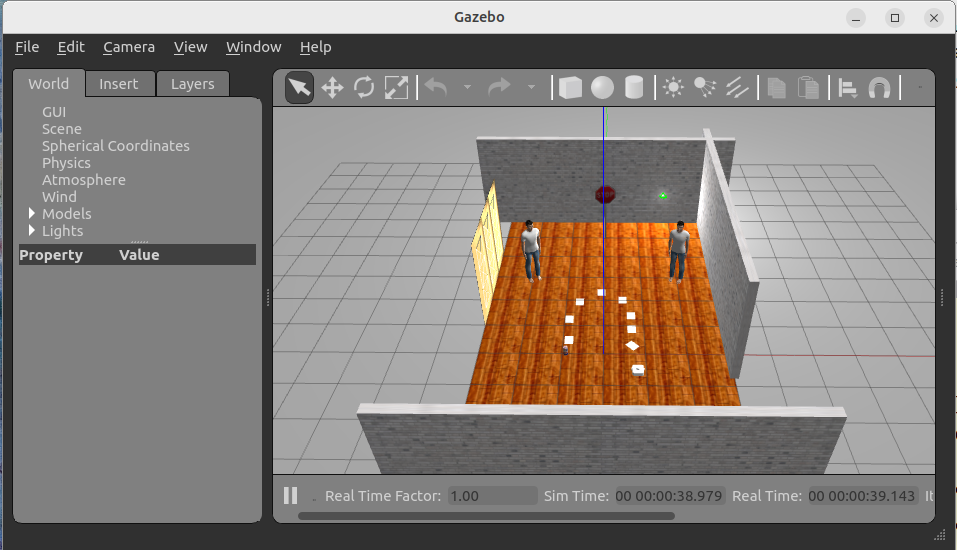 Gazebo
File Edit Camera View Window Help
World Insert Layers
GUI
Scene
Spherical Coordinates
Physics
Atmosphere
Wind
Models
Lights
Property Value
STOP
Real Time Factor: 1.00 Sim Time: 00 00:00:38.979 Real Time: 00 00:00:39.143 It